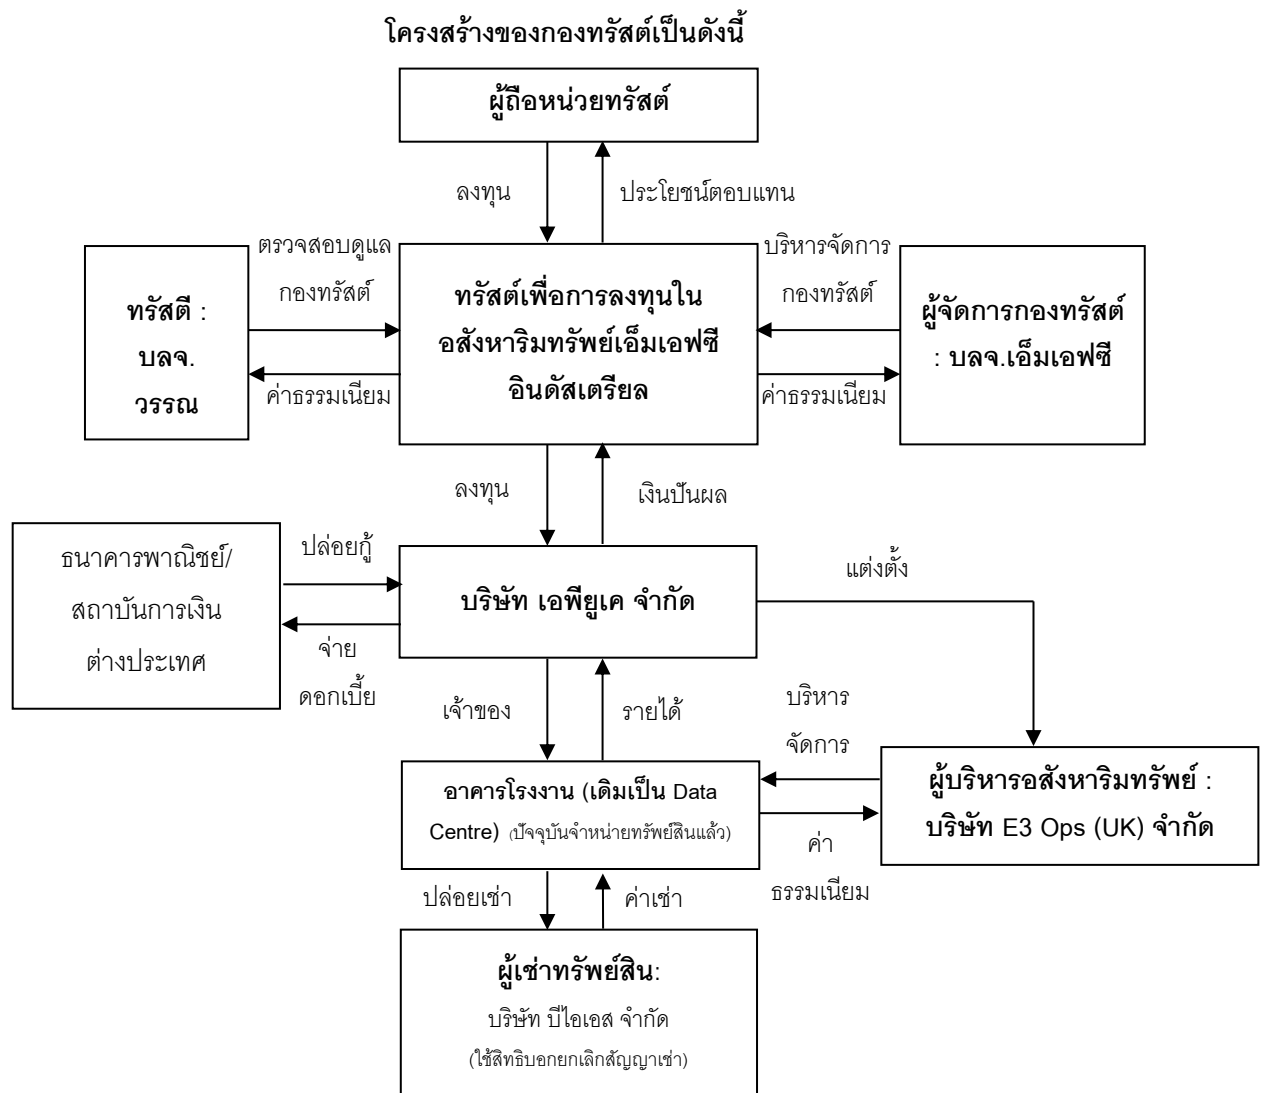 โครงสร้างของกองทรัสต์เป็นดังนี้
ผู้ถือหน่วยทรัสต์
ลงทุน
ประโยชน์ตอบแทน
ทรัสตี :
บลจ.
วรรณ
ตรวจสอบดูแล
กองทรัสต์
ค่าธรรมเนียม
ทรัสต์เพื่อการลงทุนใน
อสังหาริมทรัพย์เอ็มเอฟซี
อินดัสเตรียล
บริหารจัดการ
กองทรัสต์
ค่าธรรมเนียม
ผู้จัดการกองทรัสต์
: บลจ.เอ็มเอฟซี
ลงทุน
เงินปันผล
ธนาคารพาณิชย์/
สถาบันการเงิน
ต่างประเทศ
ปล่อยกู้
จ่าย
ดอกเบี้ย
บริษัท เอพียูเค จำกัด
แต่งตั้ง
เจ้าของ
รายได้
บริหาร
จัดการ
อาคารโรงงาน (เดิมเป็น Data
Centre) (ปัจจุบันจำหน่ายทรัพย์สินแล้ว)
ค่า
ธรรมเนียม
ผู้บริหารอสังหาริมทรัพย์ :
บริษัท E3 Ops (UK) จำกัด
ปล่อยเช่า
ค่าเช่า
ผู้เช่าทรัพย์สิน:
บริษัท บีไอเอส จำกัด
(ใช้สิทธิบอกยกเลิกสัญญาเช่า)